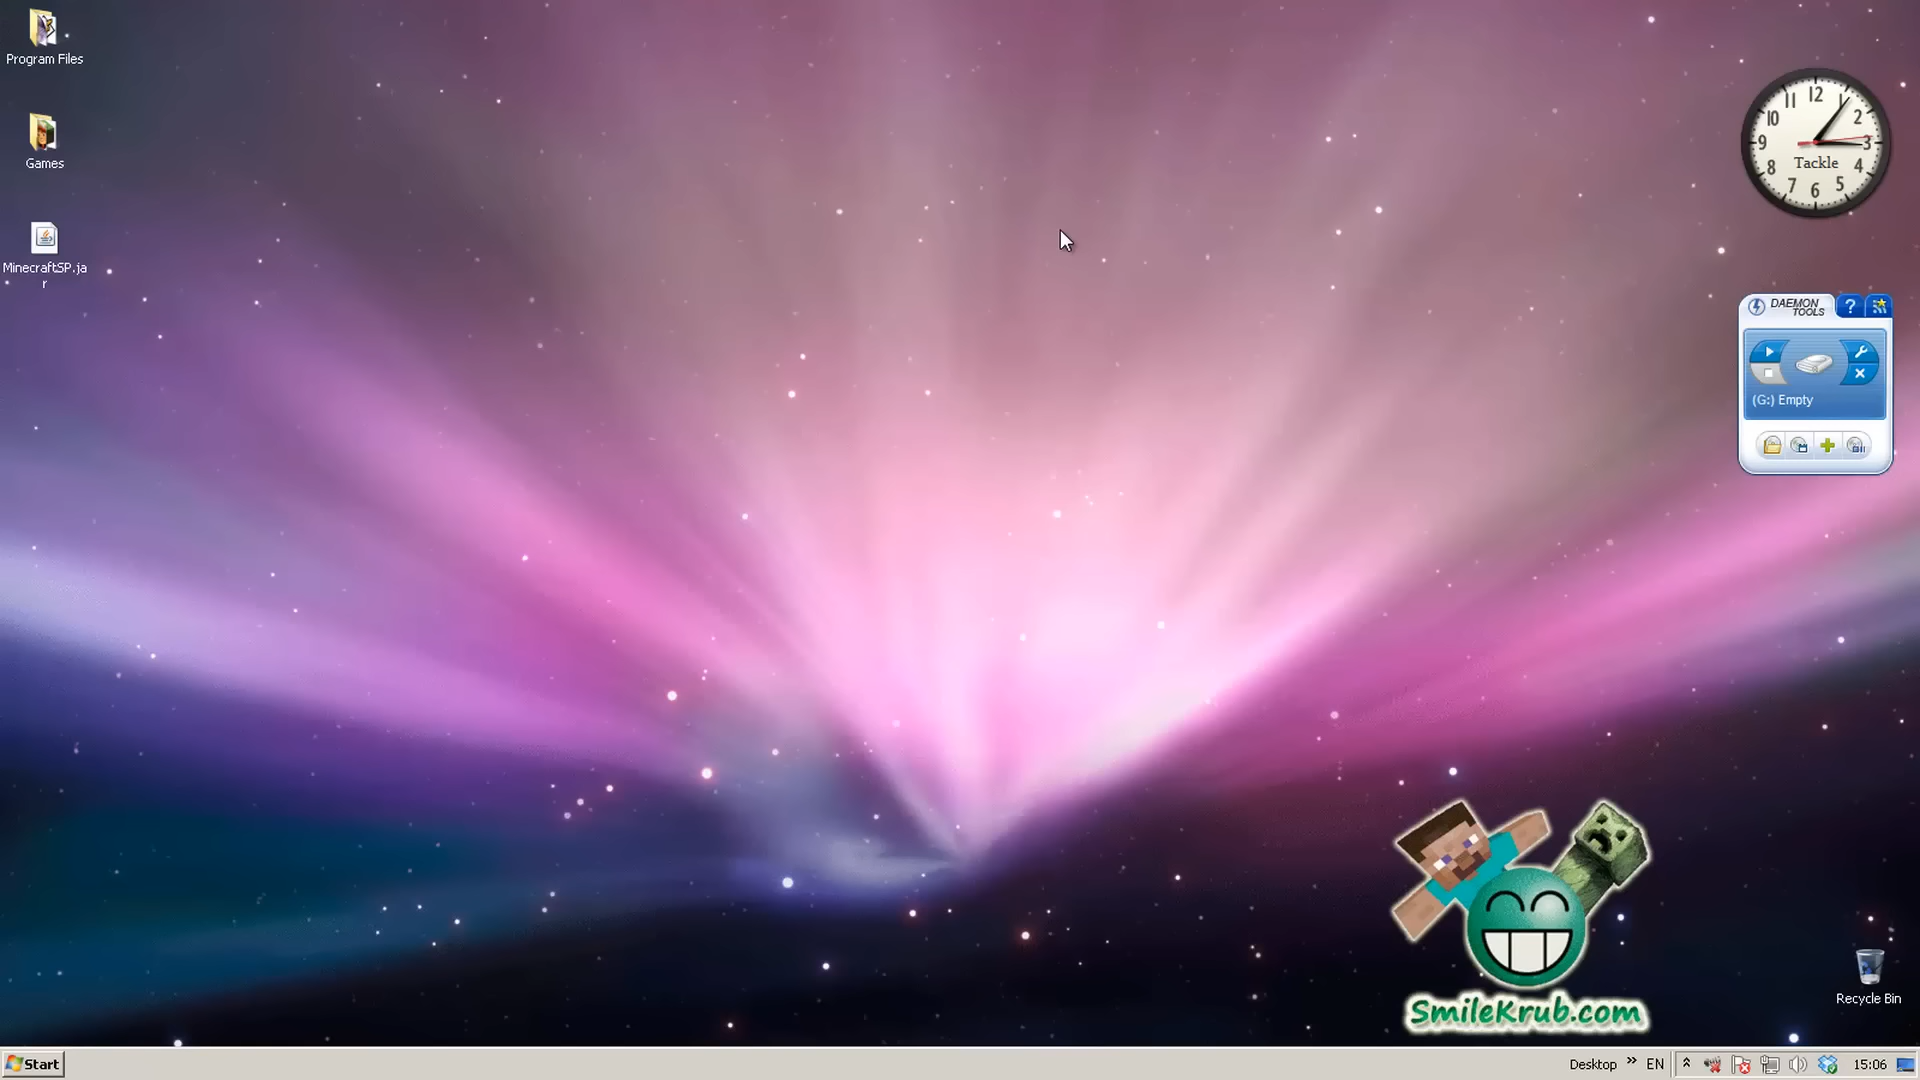 Program Files
Games
MinecraftSP.ja
r
12
11
1
10
2
9
3
Tackle
8
4
7
5
6
DAEMON
TOOLS
?
(G:) Empty
SmileKrub.com
Recycle Bin
Start
Desktop
EN
15:06